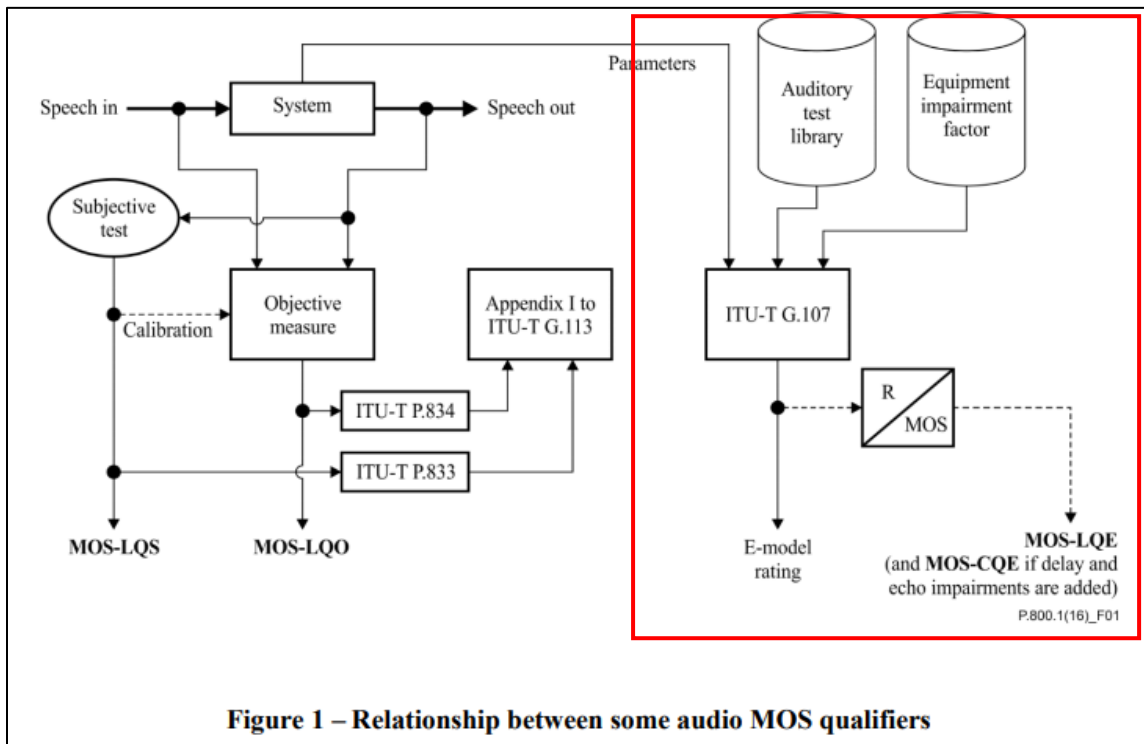 Parameters
Speech in
System
Speech out
Auditory
test
library
Equipment
impairment
factor
Subjective
test
Calibration
Objective
measure
Appendix I to
ITU-T G.113
ITU-T G.107
ITU-T P.834
R
MOS
ITU-T P.833
MOS-LQS
MOS-LQO
E-model
rating
MOS-LQE
(and MOS-CQE if delay and
echo impairments are added)
P.800.1(16)_F01
Figure 1 – Relationship between some audio MOS qualifiers